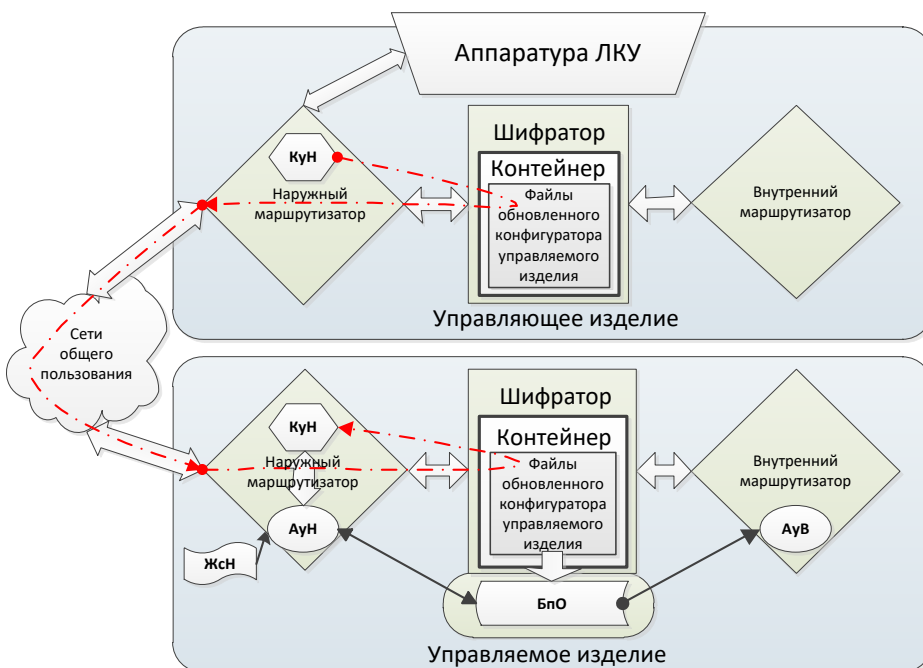 Аппаратура ЛКУ
КуН
Наружный
маршрутизатор
Шифратор
Контейнер
Файлы
обновленного
конфигуратора
управляемого
изделия
Внутренний
маршрутизатор
Управляющее изделие
Сети
общего
пользования
КуН
Наружный
маршрутизатор
АуН
ЖсН
Шифратор
Контейнер
Файлы
обновленного
конфигуратора
управляемого
изделия
БпО
Внутренний
маршрутизатор
АуВ
Управляемое изделие